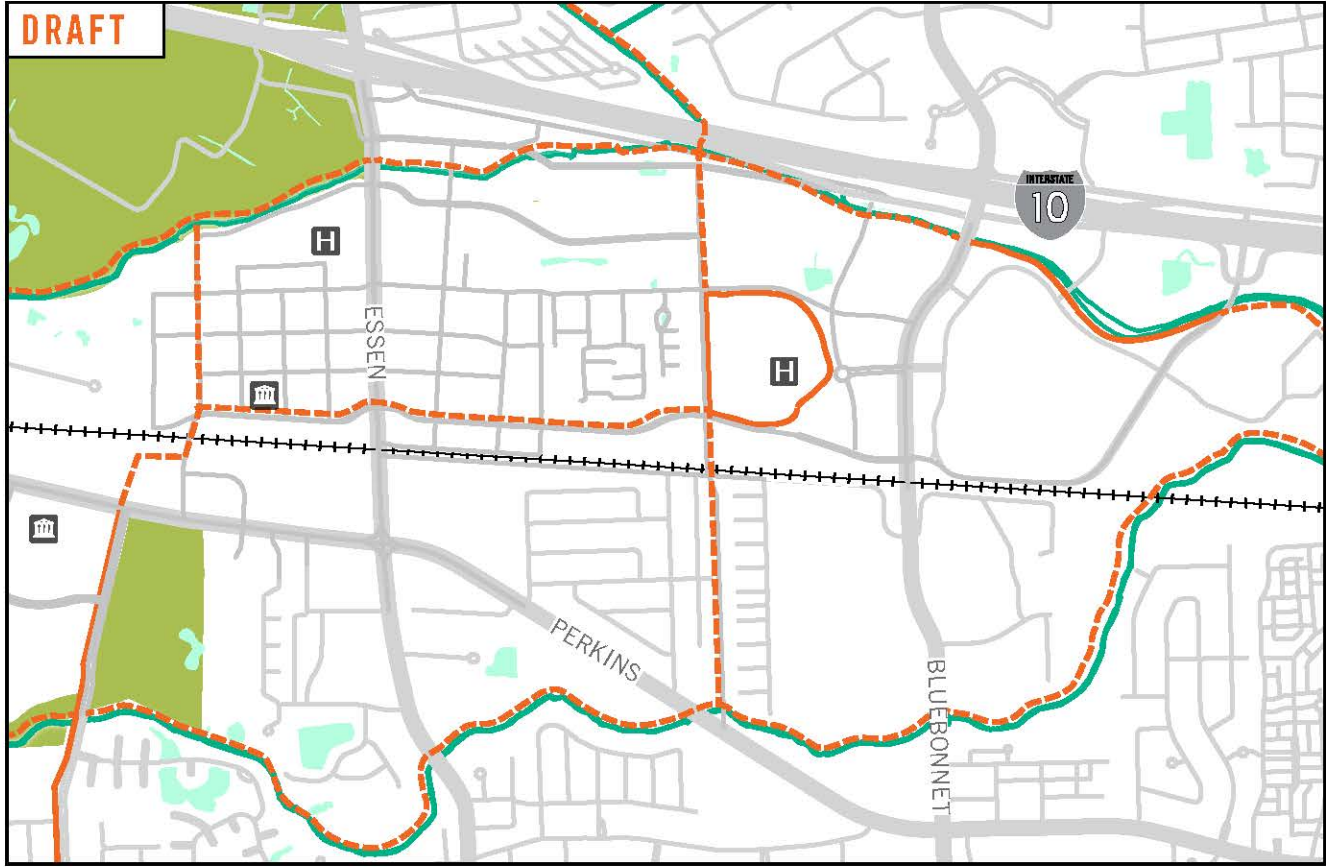 DRAFT
INTERSTATE
10
H
ESSEN
H
PERKINS
BLUEBONNET